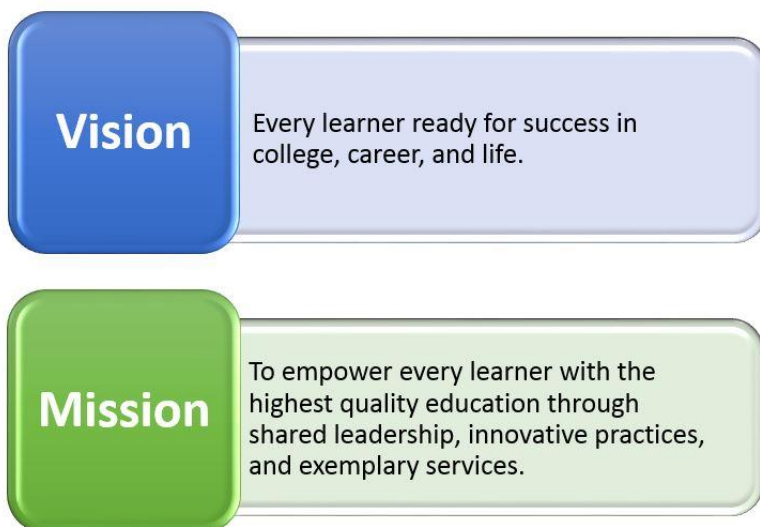 Vision
Every learner ready for success in
college, career, and life.
Mission
To empower every learner with the
highest quality education through
shared leadership, innovative practices,
and exemplary services.